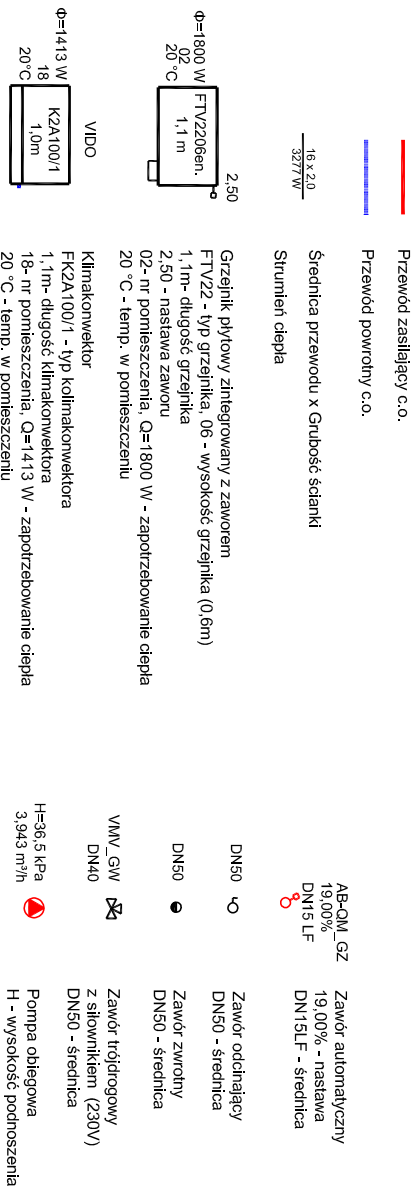 Przewód zasilający c.o.
Przewód powrotny c.o.
16 x 2,0
3277 W
Średnica przewodu x Grubość ścianki
Strumień ciepła
2,50
FTV2206en.
1,1 m
Φ=1800 W
02
20 °C
Grzejnik płytowy zintegrowany z zaworem
FTV22 - typ grzejnika, 06 - wysokość grzejnika (0,6m)
1,1m- długość grzejnika
2,50 - nastawa zaworu
02- nr pomieszczenia, Q=1800 W - zapotrzebowanie ciepła
20 °C - temp. w pomieszczeniu
VIDO
K2A100/1
1,0m
Φ=1413 W
18
20°C
Klimakonwektor
FK2A100/1 - typ kolimakonwektora
1,1m- długość klimakonwektora
18- nr pomieszczenia, Q=1413 W - zapotrzebowanie ciepła
20 °C - temp. w pomieszczeniu
AB-QM_GZ
19,00%
DN15 LF
Zawór automatyczny
19,00% - nastawa
DN15LF - średnica
DN50
Zawór odcinający
DN50 - średnica
DN50
Zawór zwrotny
DN50 - średnica
VMV_GW
DN40
Zawór trójdrogowy
z siłownikiem (230V)
DN50 - średnica
H=36,5 kPa
3,943 m³/h
Pompa obiegowa
H - wysokość podnoszenia